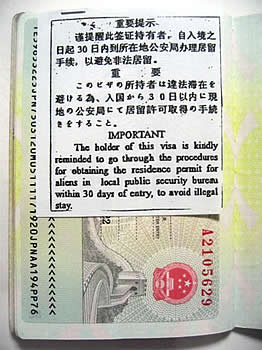 重要提示
谨提醒此签证持有者。自入境之
日起30日内到所在地公安局办理居留
手续，以避免非法居留。
重 要
このビザの所持者は違法滞在
を避ける為、入国から30日以内に現
地の公安局にて居留許可取得の手続
きをすること。
IMPORTANT
The holder of this visa is kindly
reminded to go through the procedures
for obtaining the residence permit for
aliens in local public security bureau
within 30 days of entry, to avoid illegal
stay.
A2105629